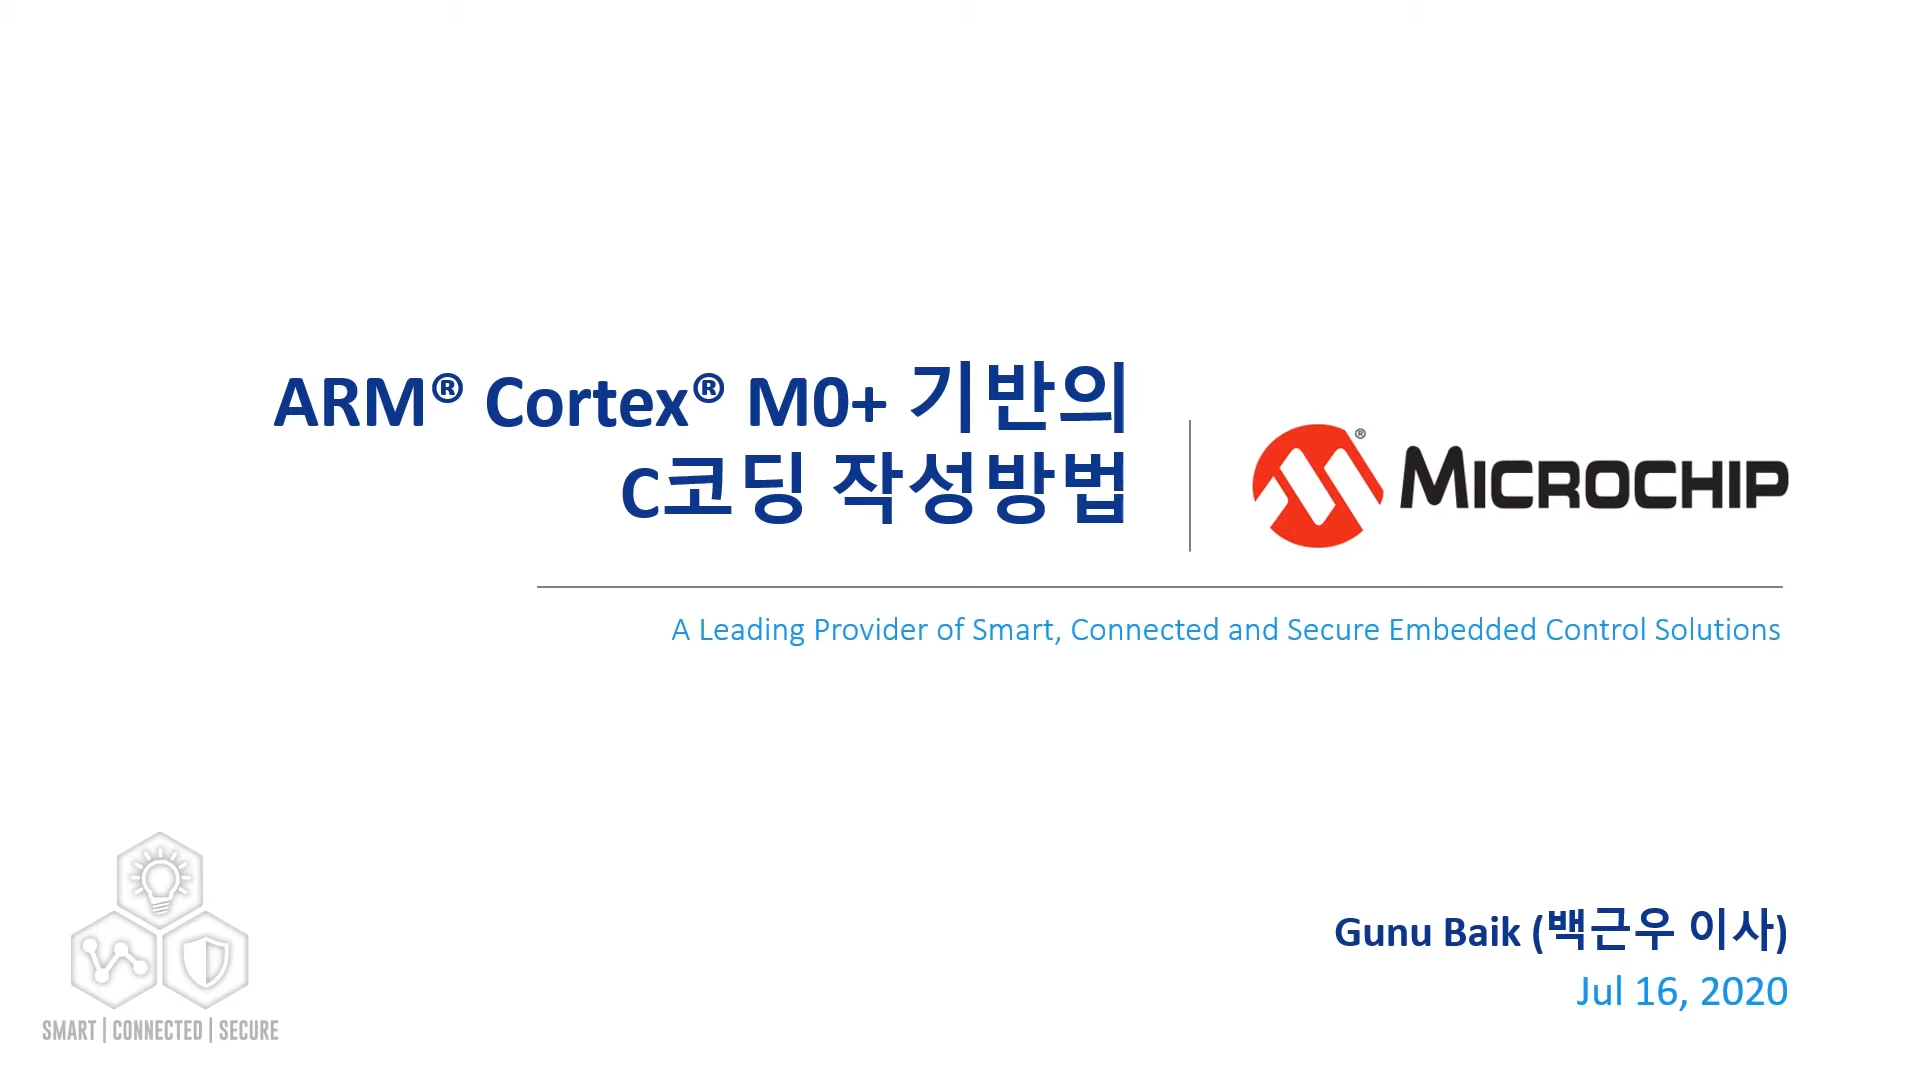 ARM® Cortex® M0+ 기반의
C코딩 작성방법
MICROCHIP®
A Leading Provider of Smart, Connected and Secure Embedded Control Solutions
Gunu Baik (백근우 이사)
Jul 16, 2020
SMART | CONNECTED | SECURE